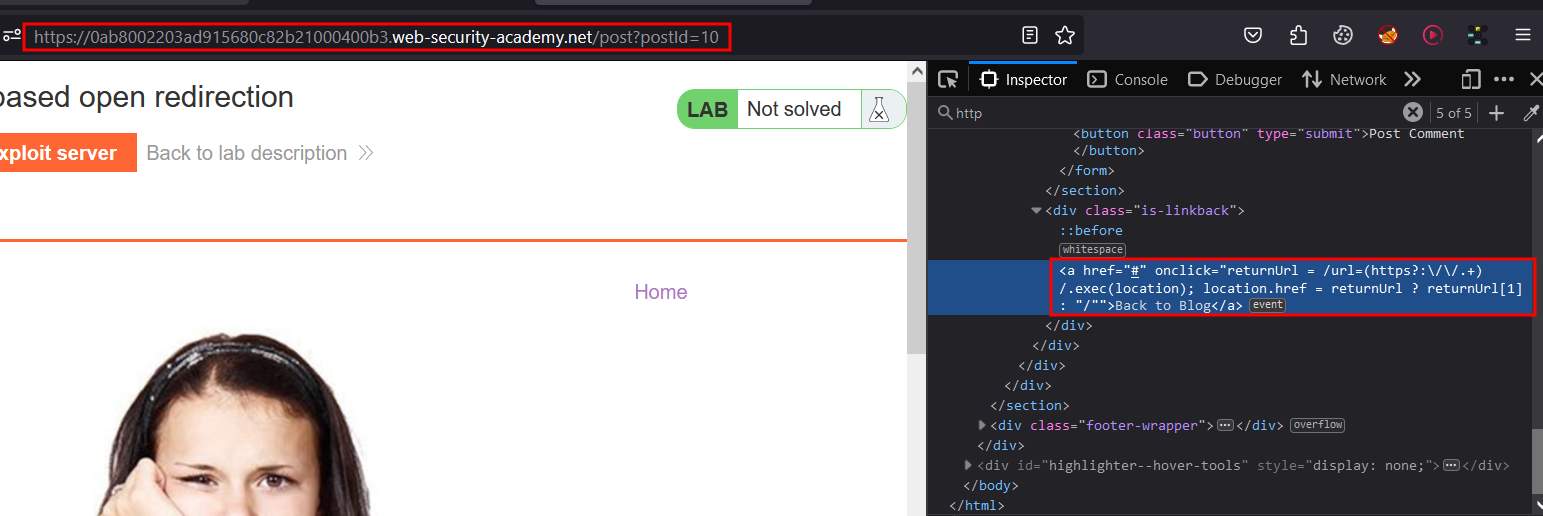 https://0ab8002203ad915680c82b21000400b3.web-security-academy.net/post?postId=10
based open redirection
LAB Not solved
xploit server Back to lab description
Home
Inspector Console Debugger Network
http 5 of 5
<button class="button" type="submit">Post Comment
</button>
</form>
</section>
<div class="is-linkback">
::before
whitespace
<a href="#" onclick="returnUrl = /url=(https?:\/\/.+)
/.exec(location); location.href = returnUrl ? returnUrl[1]
: "/"">Back to Blog</a> event
</div>
</div>
</div>
</div>
</section>
<div class="footer-wrapper"></div> overflow
</div>
<div id="highlighter--hover-tools" style="display: none;"></div>
</body>
</html>